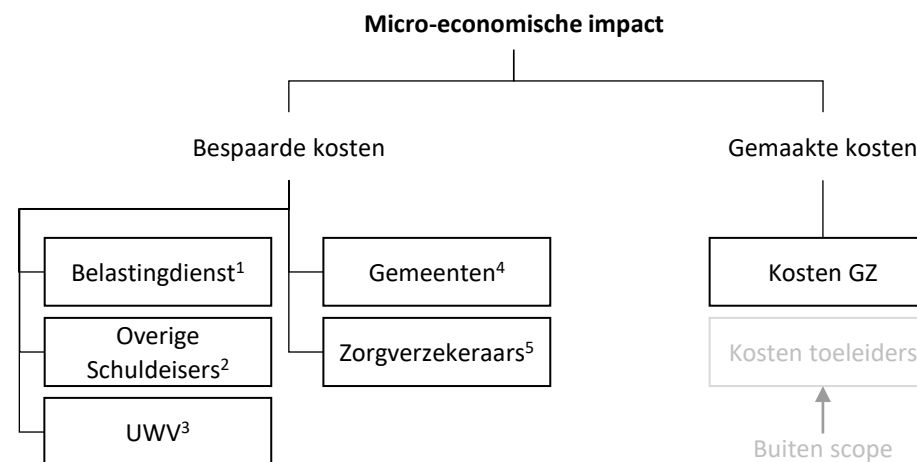 Micro-economische impact
Bespaarde kosten
Gemaakte kosten
Belastingdienst¹
Gemeenten⁴
Kosten GZ
Overige
Schuldeisers²
Zorgverzekeraars⁵
Kosten toeleiders
UWV³
Buiten scope